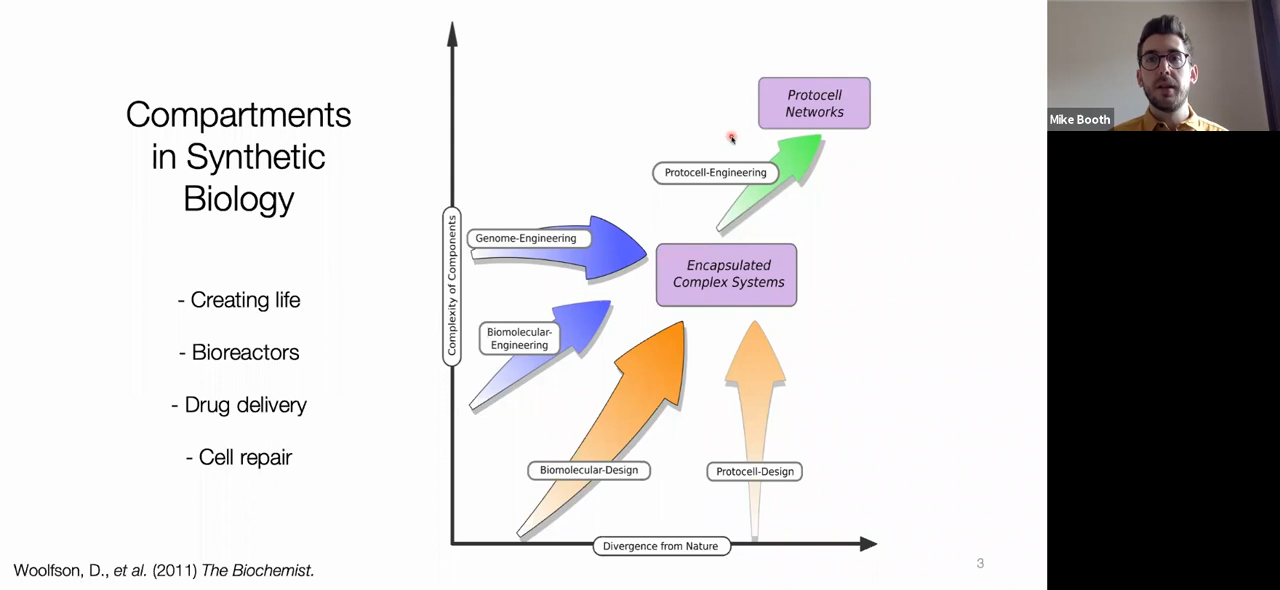 Compartments
in Synthetic
Biology
- Creating life
- Bioreactors
- Drug delivery
- Cell repair
Woolfson, D., et al. (2011) The Biochemist.
Protocell
Networks
Protocell-Engineering
Genome-Engineering
Complexity of Components
Encapsulated
Complex Systems
Biomolecular-
Engineering
Biomolecular-Design
Protocell-Design
Divergence from Nature
3
Mike Booth